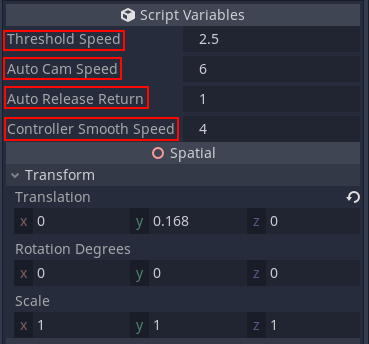 Script Variables
Threshold Speed 2.5
Auto Cam Speed 6
Auto Release Return 1
Controller Smooth Speed 4
Spatial
Transform
Translation
x 0 y 0.168 z 0
Rotation Degrees
x 0 y 0 z 0
Scale
x 1 y 1 z 1